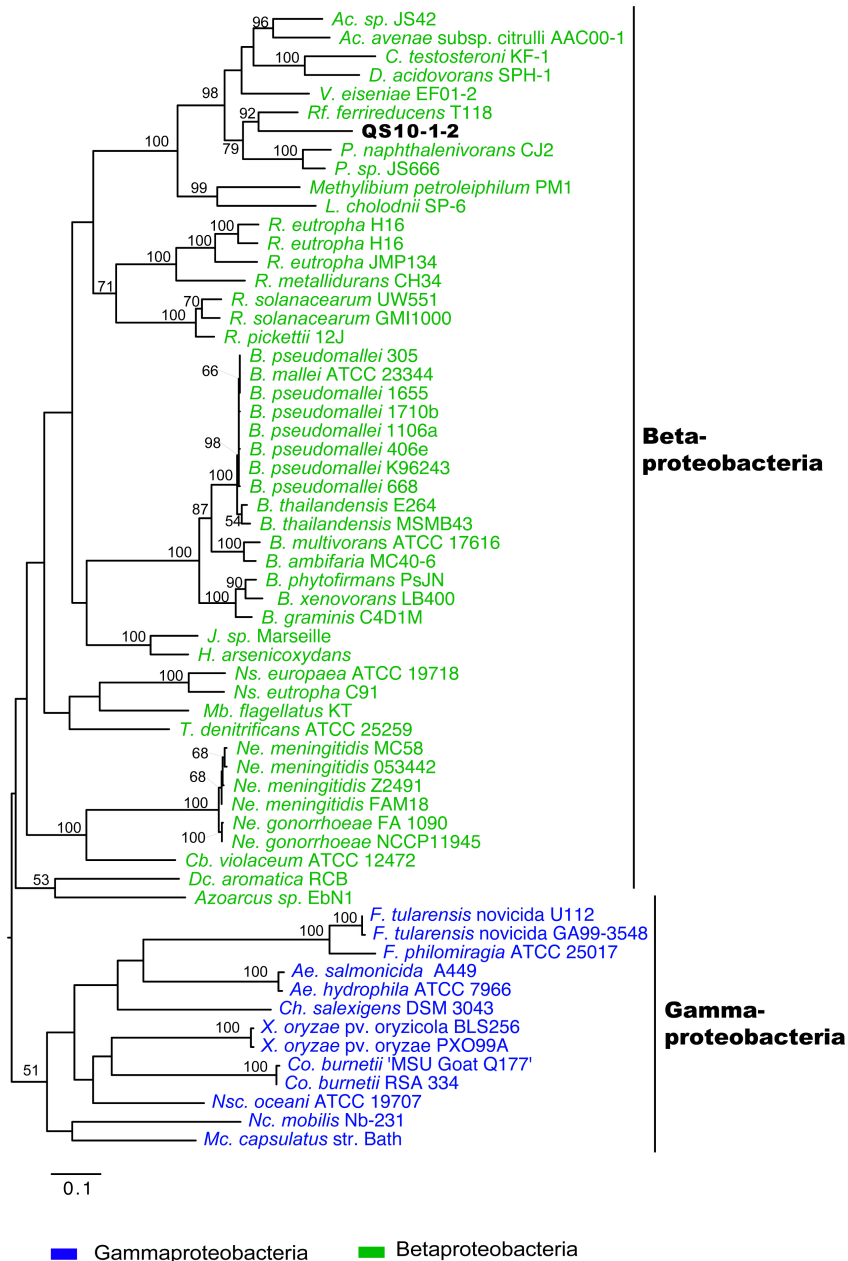 96
Ac. sp. JS42
Ac. avenae subsp. citrulli AAC00-1
100
C. testosteroni KF-1
D. acidovorans SPH-1
98
V. eiseniae EF01-2
92
Rf. ferrireducens T118
QS10-1-2
79
100
P. naphthalenivorans CJ2
P. sp. JS666
100
99
Methylibium petroleiphilum PM1
L. cholodnii SP-6
100
R. eutropha H16
100
R. eutropha H16
100
R. eutropha JMP134
R. metallidurans CH34
71
70
R. solanacearum UW551
100
R. solanacearum GMI1000
R. pickettii 12J
B. pseudomallei 305
66
B. mallei ATCC 23344
B. pseudomallei 1655
B. pseudomallei 1710b
B. pseudomallei 1106a
98
B. pseudomallei 406e
B. pseudomallei K96243
100
B. pseudomallei 668
B. thailandensis E264
87
54
B. thailandensis MSMB43
100
B. multivorans ATCC 17616
B. ambifaria MC40-6
100
90
B. phytofirmans PsJN
100
B. xenovorans LB400
B. graminis C4D1M
100
J. sp. Marseille
H. arsenicoxydans
100
Ns. europaea ATCC 19718
Ns. eutropha C91
Mb. flagellatus KT
T. denitrificans ATCC 25259
68
Ne. meningitidis MC58
Ne. meningitidis 053442
68
Ne. meningitidis Z2491
100
Ne. meningitidis FAM18
100
Ne. gonorrhoeae FA 1090
100
Ne. gonorrhoeae NCCP11945
Cb. violaceum ATCC 12472
53
Dc. aromatica RCB
Azoarcus sp. EbN1
Beta-
proteobacteria
100
F. tularensis novicida U112
100
F. tularensis novicida GA99-3548
F. philomiragia ATCC 25017
100
Ae. salmonicida A449
Ae. hydrophila ATCC 7966
Ch. salexigens DSM 3043
100
X. oryzae pv. oryzicola BLS256
X. oryzae pv. oryzae PXO99A
100
Co. burnetii 'MSU Goat Q177'
Co. burnetii RSA 334
51
Nsc. oceani ATCC 19707
Nc. mobilis Nb-231
Mc. capsulatus str. Bath
Gamma-
proteobacteria
0.1
Gammaproteobacteria
Betaproteobacteria